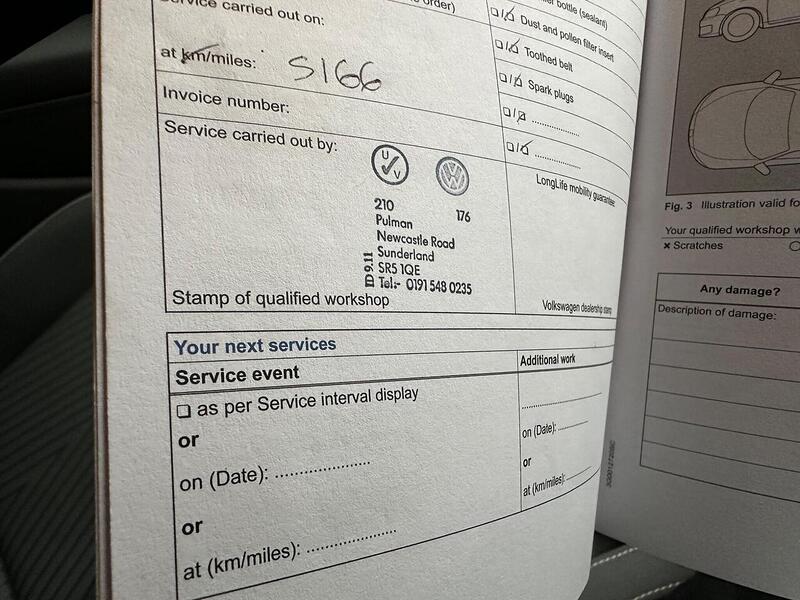 Service carried out on:
at km/miles: 5166
Invoice number:
Service carried out by:
U
V
VW
210 176
Pulman
Newcastle Road
Sunderland
SR5 1QE
Tel:- 0191 548 0235
D 9.11
Stamp of qualified workshop
order)
bottle (sealant)
Dust and pollen filter insert
Toothed belt
Spark plugs
LongLife mobility guarantee
Volkswagen dealership stamp
Your next services
Service event
Additional work
as per Service interval display
or
on (Date): ....................
or
at (km/miles): ....................
on (Date): ..........
or
at (km/miles): ..........
Fig. 3 Illustration valid fo
Your qualified workshop w
× Scratches
Any damage?
Description of damage: